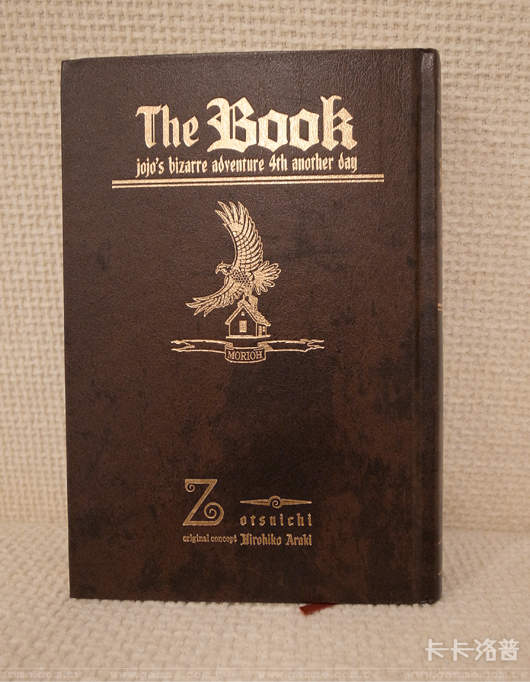 The Book
jojo's bizarre adventure 4th another day
MORIOH
Z otsuichi
original concept Hirohiko Araki
卡卡洛普